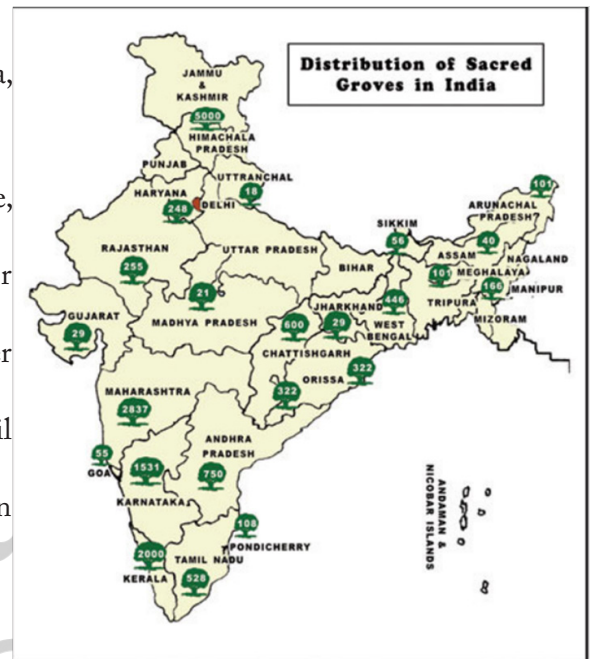 a,
e,
r
er
il
n
Distribution of Sacred
Groves in India
JAMMU
&
KASHMIR
5000
HIMACHALA
PRADESH
PUNJAB
UTTRANCHAL
18
HARYANA
248
DELHI
101
ARUNACHAL
PRADESH?
SIKKIM
56
40
ASSAM
NAGALAND
RAJASTHAN
255
UTTAR PRADESH
BIHAR
101
MEGHALAYA
166
MANIPUR
21
MADHYA PRADESH
GUJARAT
29
600
JHARKHAND
29
446
WEST
BENGAL
TRIPURA
MIZORAM
CHATTISHGARH
322
ORISSA
322
MAHARASHTRA
2837
ANDHRA
PRADESH
750
55
GOA
1531
KARNATAKA
108
PONDICHERRY
2000
KERALA
TAMIL NADU
528
ANDAMAN &
NICOBAR ISLANDS